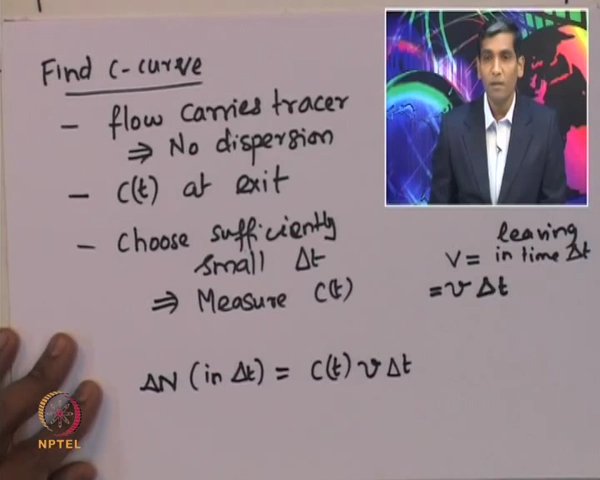 Find C-curve
- flow carries tracer
⇒ No dispersion
- C(t) at exit
- choose sufficiently
small Δt
⇒ Measure C(t)
leaving
V = in time Δt
= v Δt
ΔN (in Δt) = C(t) v Δt
NPTEL